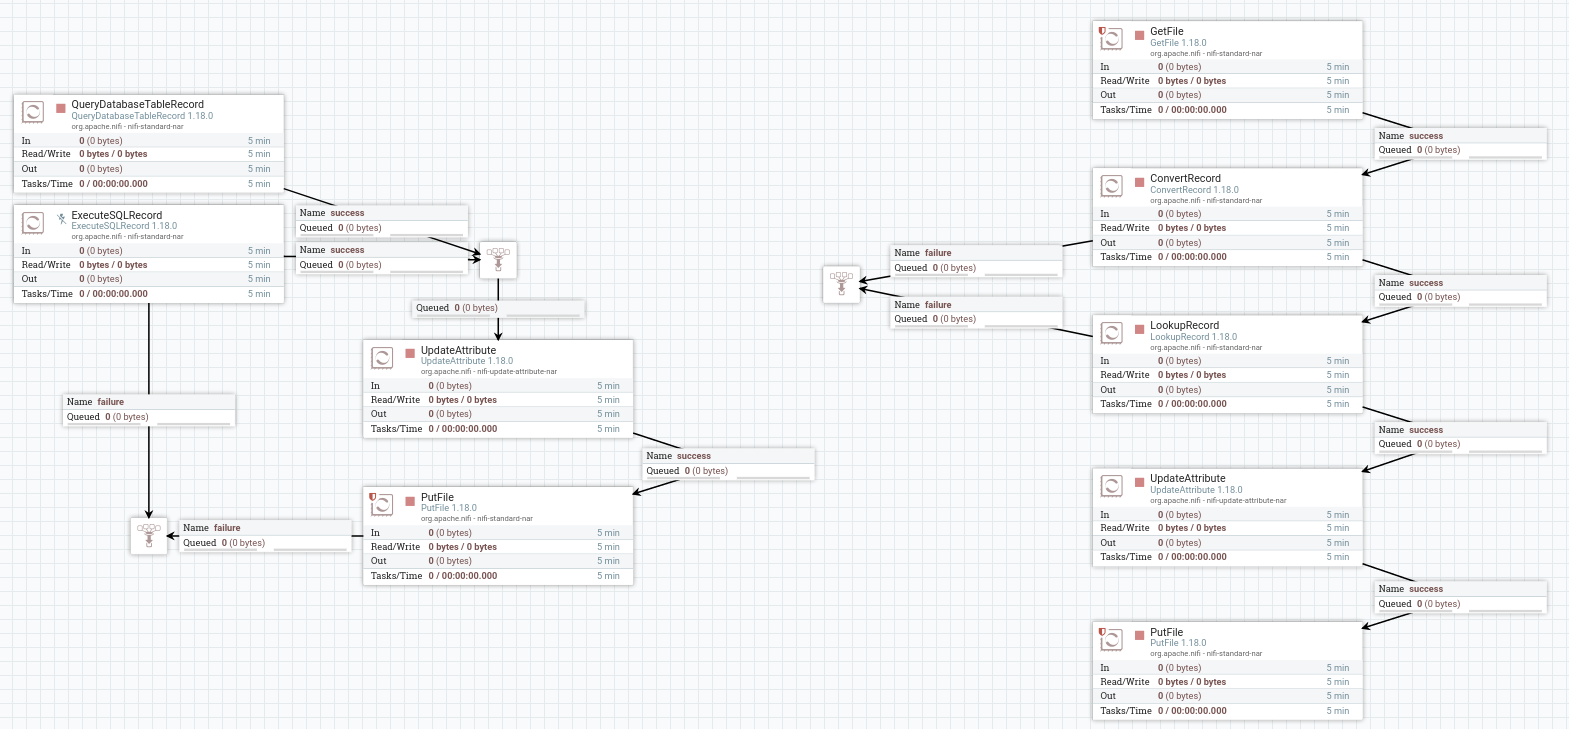 QueryDatabaseTableRecord
QueryDatabaseTableRecord 1.18.0
org.apache.nifi - nifi-standard-nar
In 0 (0 bytes) 5 min
Read/Write 0 bytes / 0 bytes 5 min
Out 0 (0 bytes) 5 min
Tasks/Time 0 / 00:00:00.000 5 min
ExecuteSQLRecord
ExecuteSQLRecord 1.18.0
org.apache.nifi - nifi-standard-nar
In 0 (0 bytes) 5 min
Read/Write 0 bytes / 0 bytes 5 min
Out 0 (0 bytes) 5 min
Tasks/Time 0 / 00:00:00.000 5 min
Name success
Queued 0 (0 bytes)
Name success
Queued 0 (0 bytes)
Queued 0 (0 bytes)
UpdateAttribute
UpdateAttribute 1.18.0
org.apache.nifi - nifi-update-attribute-nar
In 0 (0 bytes) 5 min
Read/Write 0 bytes / 0 bytes 5 min
Out 0 (0 bytes) 5 min
Tasks/Time 0 / 00:00:00.000 5 min
Name failure
Queued 0 (0 bytes)
Name success
Queued 0 (0 bytes)
PutFile
PutFile 1.18.0
org.apache.nifi - nifi-standard-nar
In 0 (0 bytes) 5 min
Read/Write 0 bytes / 0 bytes 5 min
Out 0 (0 bytes) 5 min
Tasks/Time 0 / 00:00:00.000 5 min
Name failure
Queued 0 (0 bytes)
GetFile
GetFile 1.18.0
org.apache.nifi - nifi-standard-nar
In 0 (0 bytes) 5 min
Read/Write 0 bytes / 0 bytes 5 min
Out 0 (0 bytes) 5 min
Tasks/Time 0 / 00:00:00.000 5 min
Name success
Queued 0 (0 bytes)
ConvertRecord
ConvertRecord 1.18.0
org.apache.nifi - nifi-standard-nar
In 0 (0 bytes) 5 min
Read/Write 0 bytes / 0 bytes 5 min
Out 0 (0 bytes) 5 min
Tasks/Time 0 / 00:00:00.000 5 min
Name failure
Queued 0 (0 bytes)
Name success
Queued 0 (0 bytes)
Name failure
Queued 0 (0 bytes)
LookupRecord
LookupRecord 1.18.0
org.apache.nifi - nifi-standard-nar
In 0 (0 bytes) 5 min
Read/Write 0 bytes / 0 bytes 5 min
Out 0 (0 bytes) 5 min
Tasks/Time 0 / 00:00:00.000 5 min
Name success
Queued 0 (0 bytes)
UpdateAttribute
UpdateAttribute 1.18.0
org.apache.nifi - nifi-update-attribute-nar
In 0 (0 bytes) 5 min
Read/Write 0 bytes / 0 bytes 5 min
Out 0 (0 bytes) 5 min
Tasks/Time 0 / 00:00:00.000 5 min
Name success
Queued 0 (0 bytes)
PutFile
PutFile 1.18.0
org.apache.nifi - nifi-standard-nar
In 0 (0 bytes) 5 min
Read/Write 0 bytes / 0 bytes 5 min
Out 0 (0 bytes) 5 min
Tasks/Time 0 / 00:00:00.000 5 min